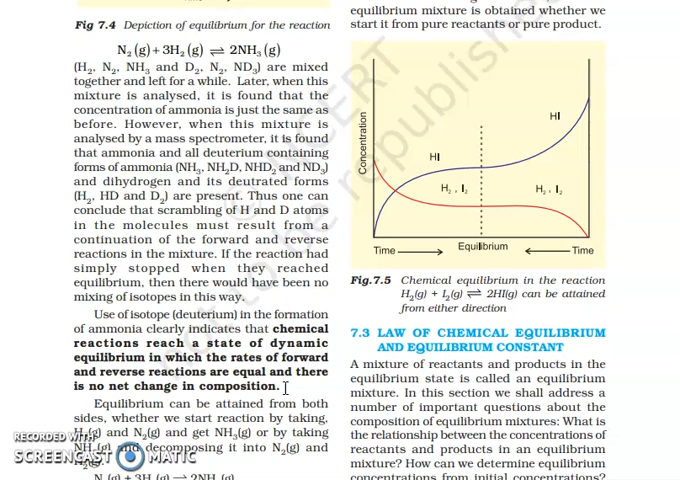 Fig 7.4 Depiction of equilibrium for the reaction
N2(g) + 3H2(g) ⇌ 2NH3(g)
(H2, N2, NH3 and D2, N2, ND3) are mixed
together and left for a while. Later, when this
mixture is analysed, it is found that the
concentration of ammonia is just the same as
before. However, when this mixture is
analysed by a mass spectrometer, it is found
that ammonia and all deuterium containing
forms of ammonia (NH3, NH2D, NHD2 and ND3)
and dihydrogen and its deutrated forms
(H2, HD and D2) are present. Thus one can
conclude that scrambling of H and D atoms
in the molecules must result from a
continuation of the forward and reverse
reactions in the mixture. If the reaction had
simply stopped when they reached
equilibrium, then there would have been no
mixing of isotopes in this way.
Use of isotope (deuterium) in the formation
of ammonia clearly indicates that chemical
reactions reach a state of dynamic
equilibrium in which the rates of forward
and reverse reactions are equal and there
is no net change in composition.
Equilibrium can be attained from both
sides, whether we start reaction by taking,
H2(g) and N2(g) and get NH3(g) or by taking
NH3(g) and decomposing it into N2(g) and
N2(g).
N2(g) + 3H2(g) ⇌ 2NH3(g)
RECORDED WITH
SCREENCAST MATIC
equilibrium mixture is obtained whether we
start it from pure reactants or pure product.
Concentration
HI
HI
H2, I2
H2, I2
Time
Equilibrium
Time
Fig.7.5 Chemical equilibrium in the reaction
H2(g) + I2(g) ⇌ 2HI(g) can be attained
from either direction
7.3 LAW OF CHEMICAL EQUILIBRIUM
AND EQUILIBRIUM CONSTANT
A mixture of reactants and products in the
equilibrium state is called an equilibrium
mixture. In this section we shall address a
number of important questions about the
composition of equilibrium mixtures: What is
the relationship between the concentrations of
reactants and products in an equilibrium
mixture? How can we determine equilibrium
concentrations from initial concentrations?
© NCERT
not to be republished